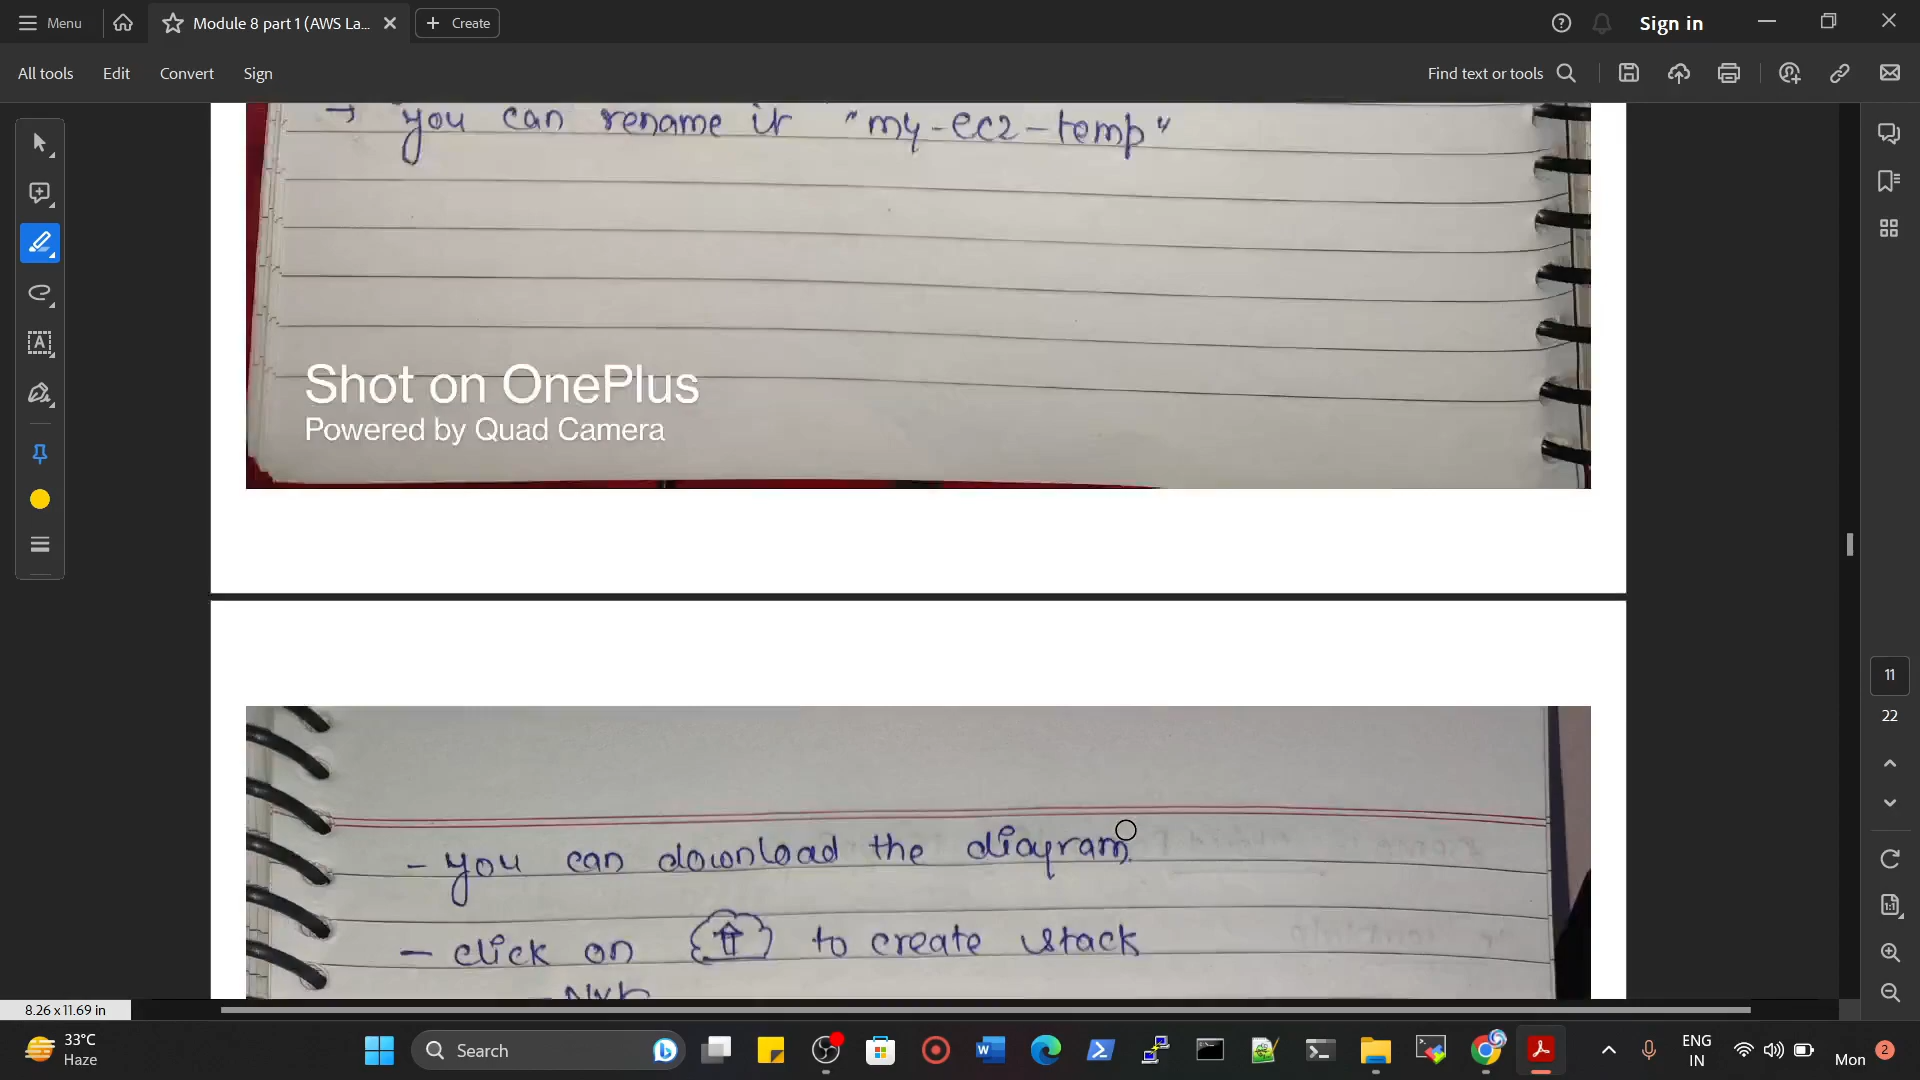 Menu
Module 8 part 1 (AWS La...
Create
Sign in
All tools
Edit
Convert
Sign
Find text or tools
→ you can rename it "my-ec2-temp"
Shot on OnePlus
Powered by Quad Camera
- you can download the diagram.
- click on to create stack
- Nxt
11
22
8.26 x 11.69 in
33°C
Haze
Search
ENG
IN
Mon
2